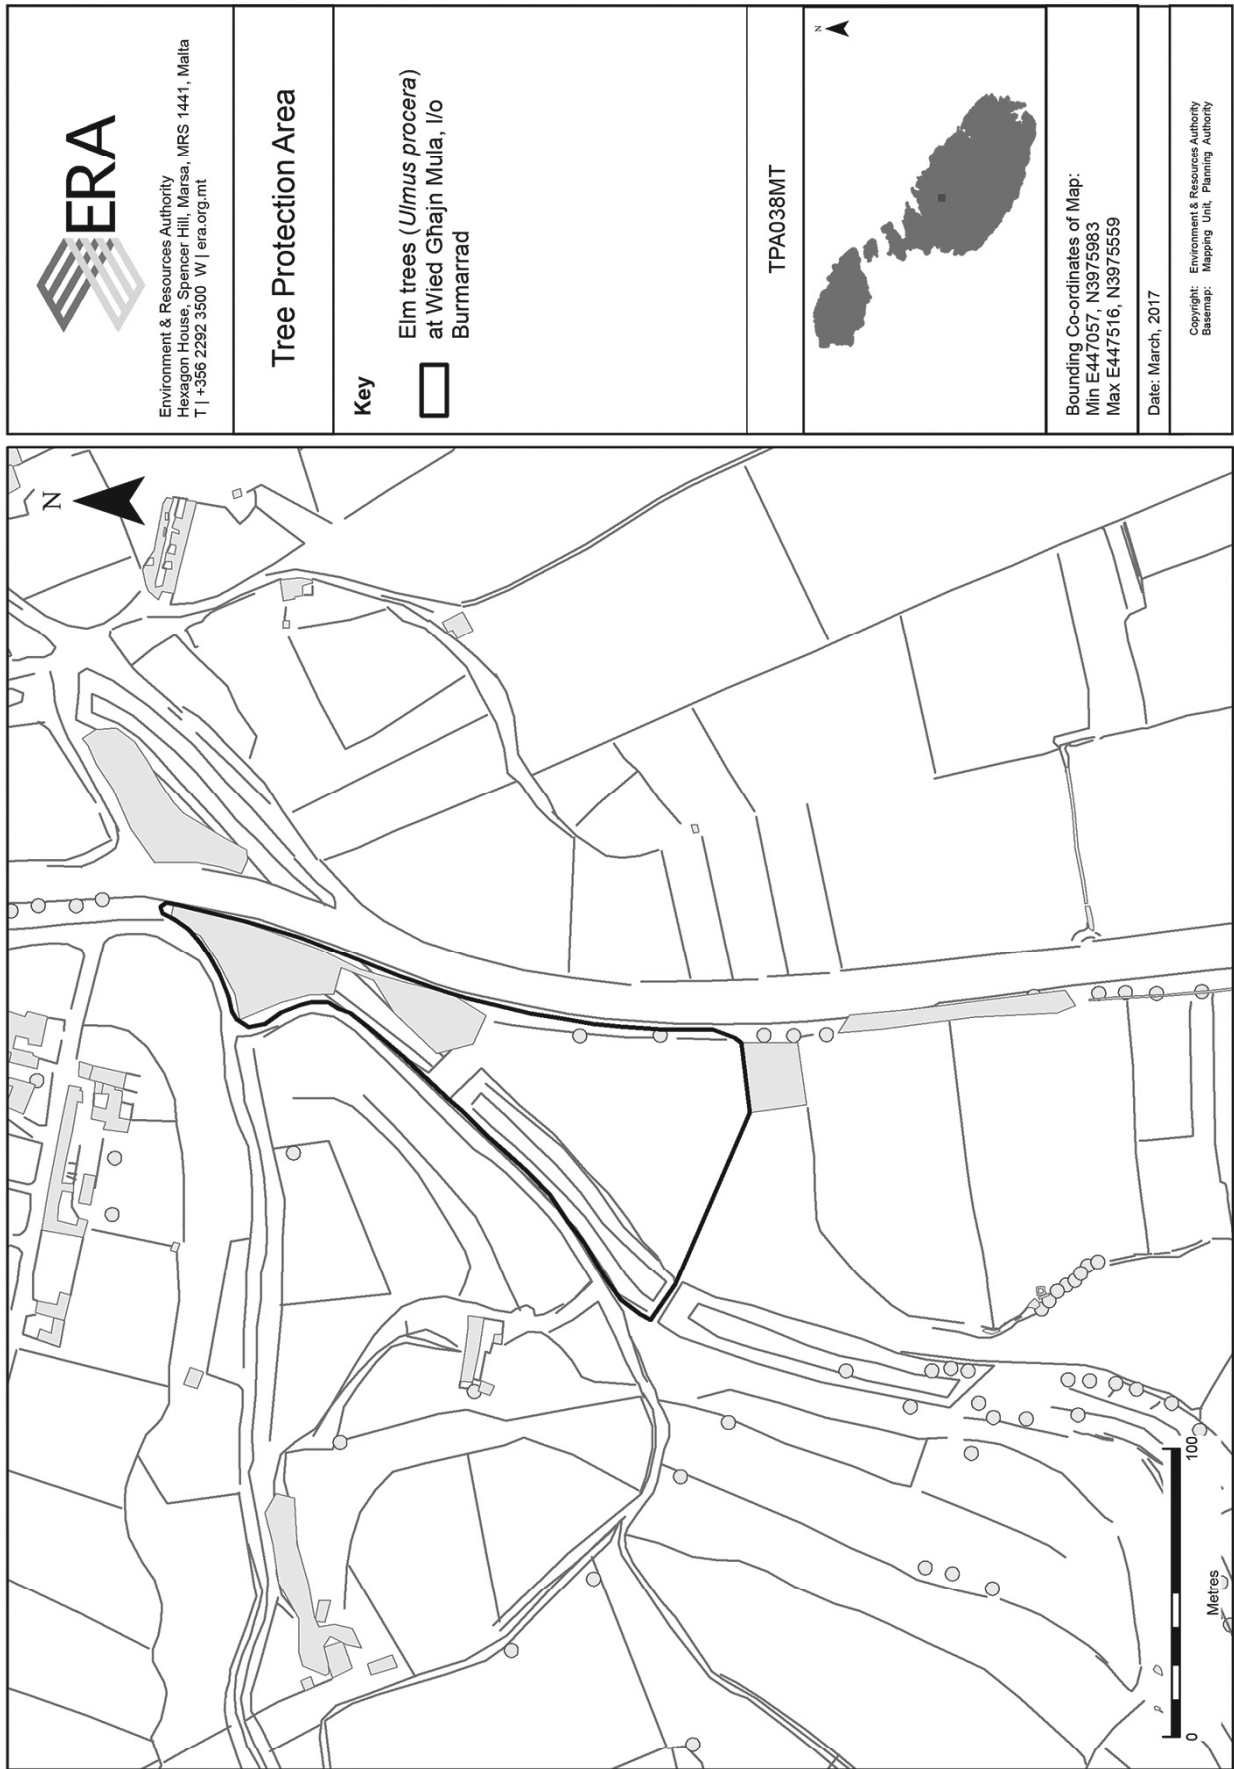 ERA
Environment & Resources Authority
Hexagon House, Spencer Hill, Marsa, MRS 1441, Malta
T | +356 2292 3500 W | era.org.mt
Tree Protection Area
Key
Elm trees (Ulmus procera)
at Wied Għajn Mula, l/o
Burmarrad
TPA038MT
N
Bounding Co-ordinates of Map:
Min E447057, N3975983
Max E447516, N3975559
Date: March, 2017
Copyright: Environment & Resources Authority
Basemap: Mapping Unit, Planning Authority
N
0
100
Metres